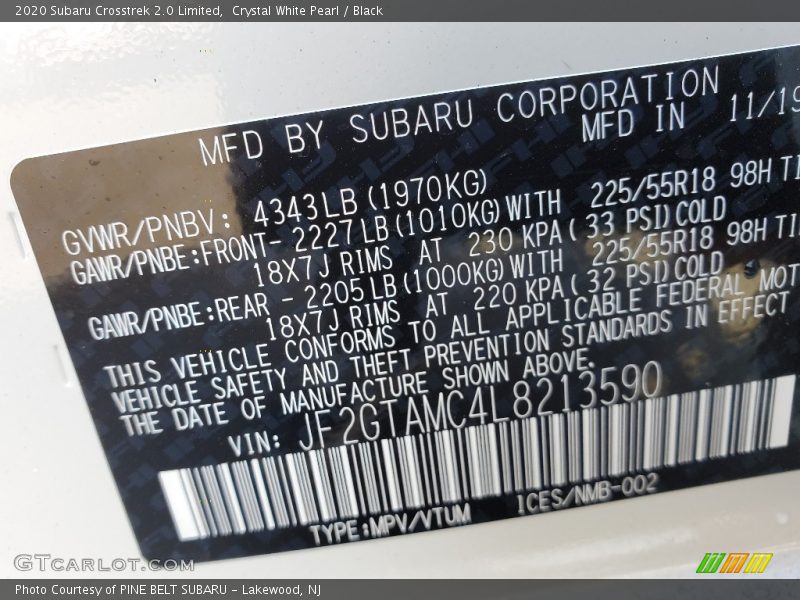 2020 Subaru Crosstrek 2.0 Limited,  Crystal White Pearl / Black
MFD BY SUBARU CORPORATION
MFD IN 11/19
GVWR/PNBV: 4343LB(1970KG)
GAWR/PNBE:FRONT- 2227LB(1010KG)WITH 225/55R18 98H TI
18X7J RIMS AT 230 KPA( 33 PSI)COLD
GAWR/PNBE:REAR - 2205LB(1000KG)WITH 225/55R18 98H TI
18X7J RIMS AT 220 KPA( 32 PSI)COLD
THIS VEHICLE CONFORMS TO ALL APPLICABLE FEDERAL MOT
VEHICLE SAFETY AND THEFT PREVENTION STANDARDS IN EFFECT
THE DATE OF MANUFACTURE SHOWN ABOVE.
VIN: JF2GTAMC4L8213590
TYPE:MPV/VTUM ICES/NMB-002
GTcarlot.com
Photo Courtesy of PINE BELT SUBARU - Lakewood, NJ